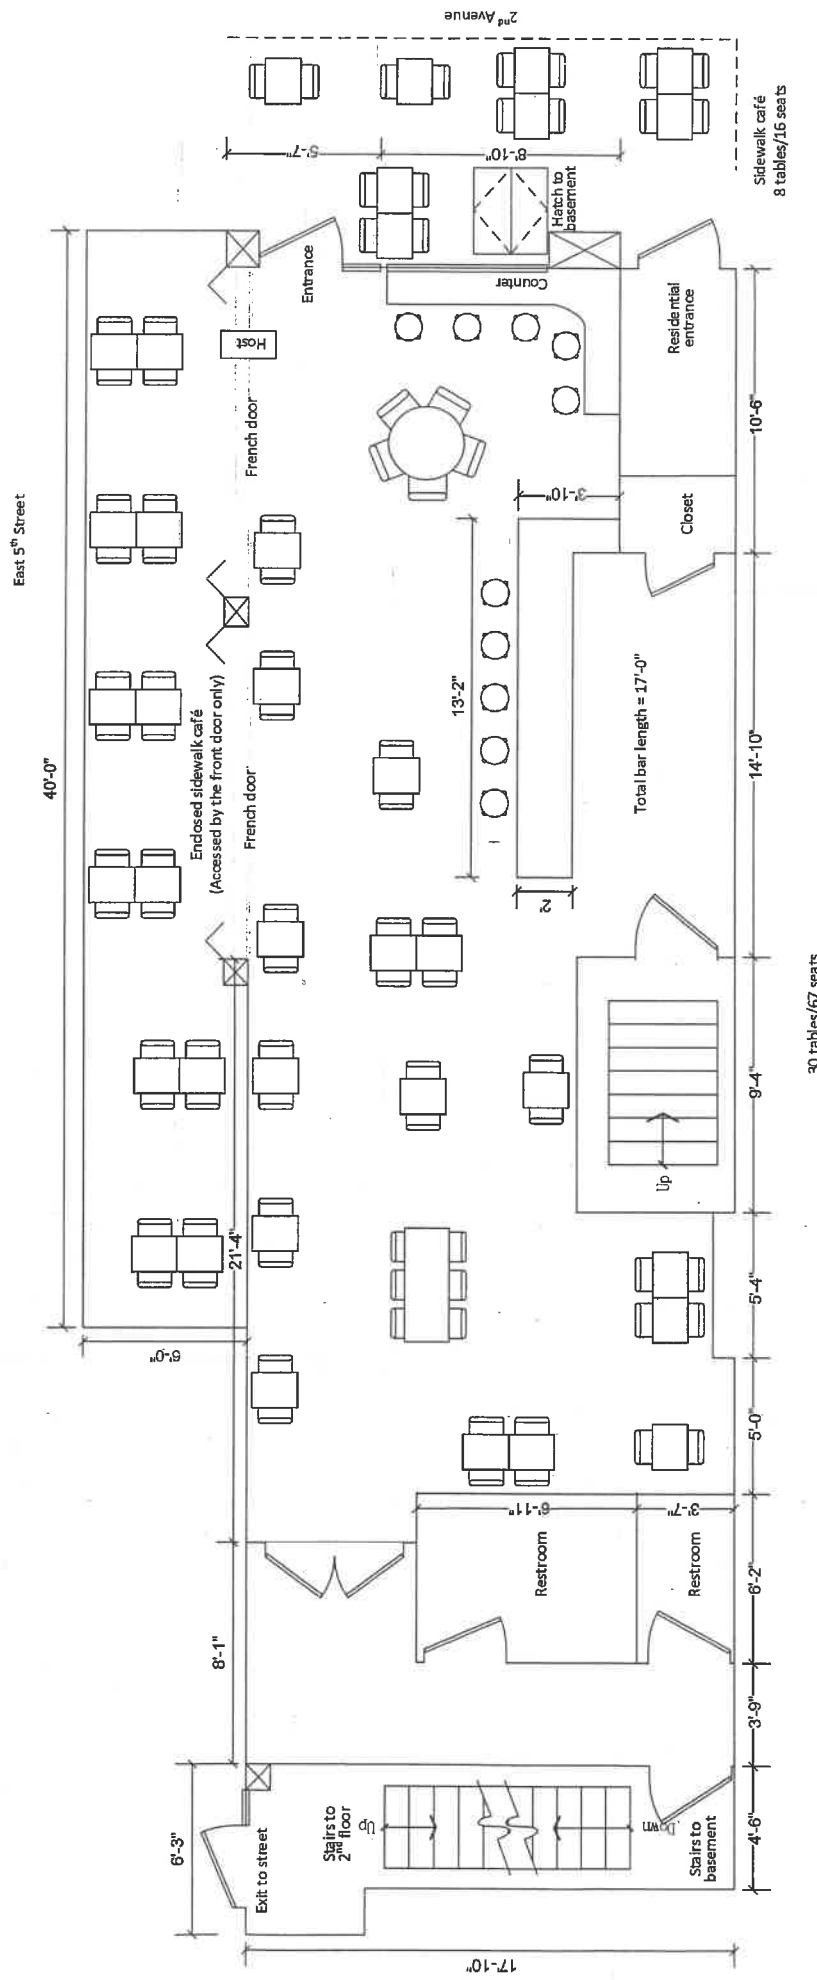 2nd Avenue
5'-7"
8'-10"
Sidewalk café
8 tables/16 seats
Hatch to
basement
Entrance
Counter
Residential
entrance
Host
French door
East 5th Street
40'-0"
10'-6"
3'-10"
Closet
Enclosed sidewalk café
(Accessed by the front door only)
French door
13'-2"
Total bar length = 17'-0"
14'-10"
2'
30 tables/67 seats
9'-4"
Up
21'-4"
5'-4"
6'-0"
5'-0"
6'-11"
3'-7"
Restroom
Restroom
6'-2"
8'-1"
3'-9"
6'-3"
Exit to street
Stairs to
2nd floor
Up
Down
Stairs to
basement
4'-6"
17'-10"